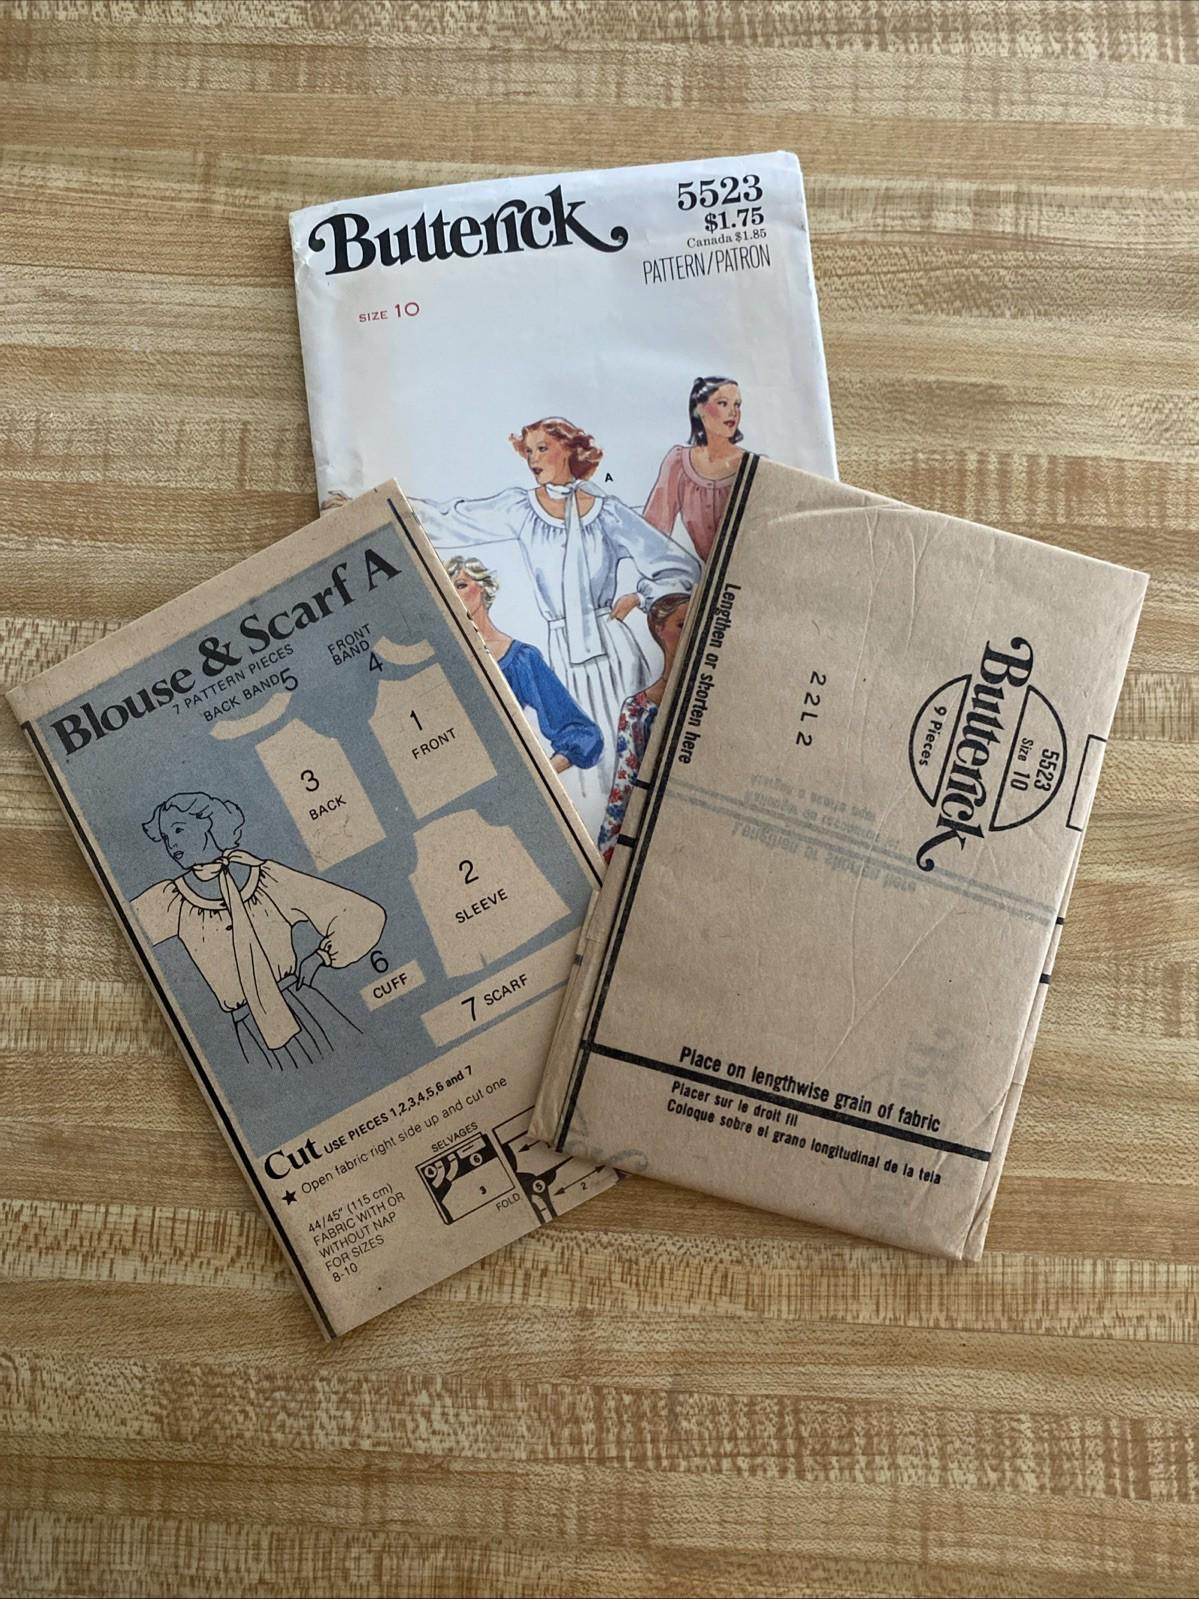 Butterick
5523
$1.75
Canada $1.85
PATTERN/PATRON
SIZE 10
A
Blouse & Scarf A
7 PATTERN PIECES
BACK BAND 5
FRONT
BAND 4
1
FRONT
3
BACK
2
SLEEVE
6
CUFF
7 SCARF
Cut USE PIECES 1,2,3,4,5,6 and 7
★ Open fabric right side up and cut one
44/45" (115 cm)
FABRIC WITH OR
WITHOUT NAP
FOR SIZES
8-10
SELVAGES
3
FOLD
5
2
Lengthen or shorten here
22L2
5523
Size 10
Butterick
9 Pieces
Lengthen or shorten here
Place on lengthwise grain of fabric
Placer sur le droit fil
Coloque sobre el grano longitudinal de la tela